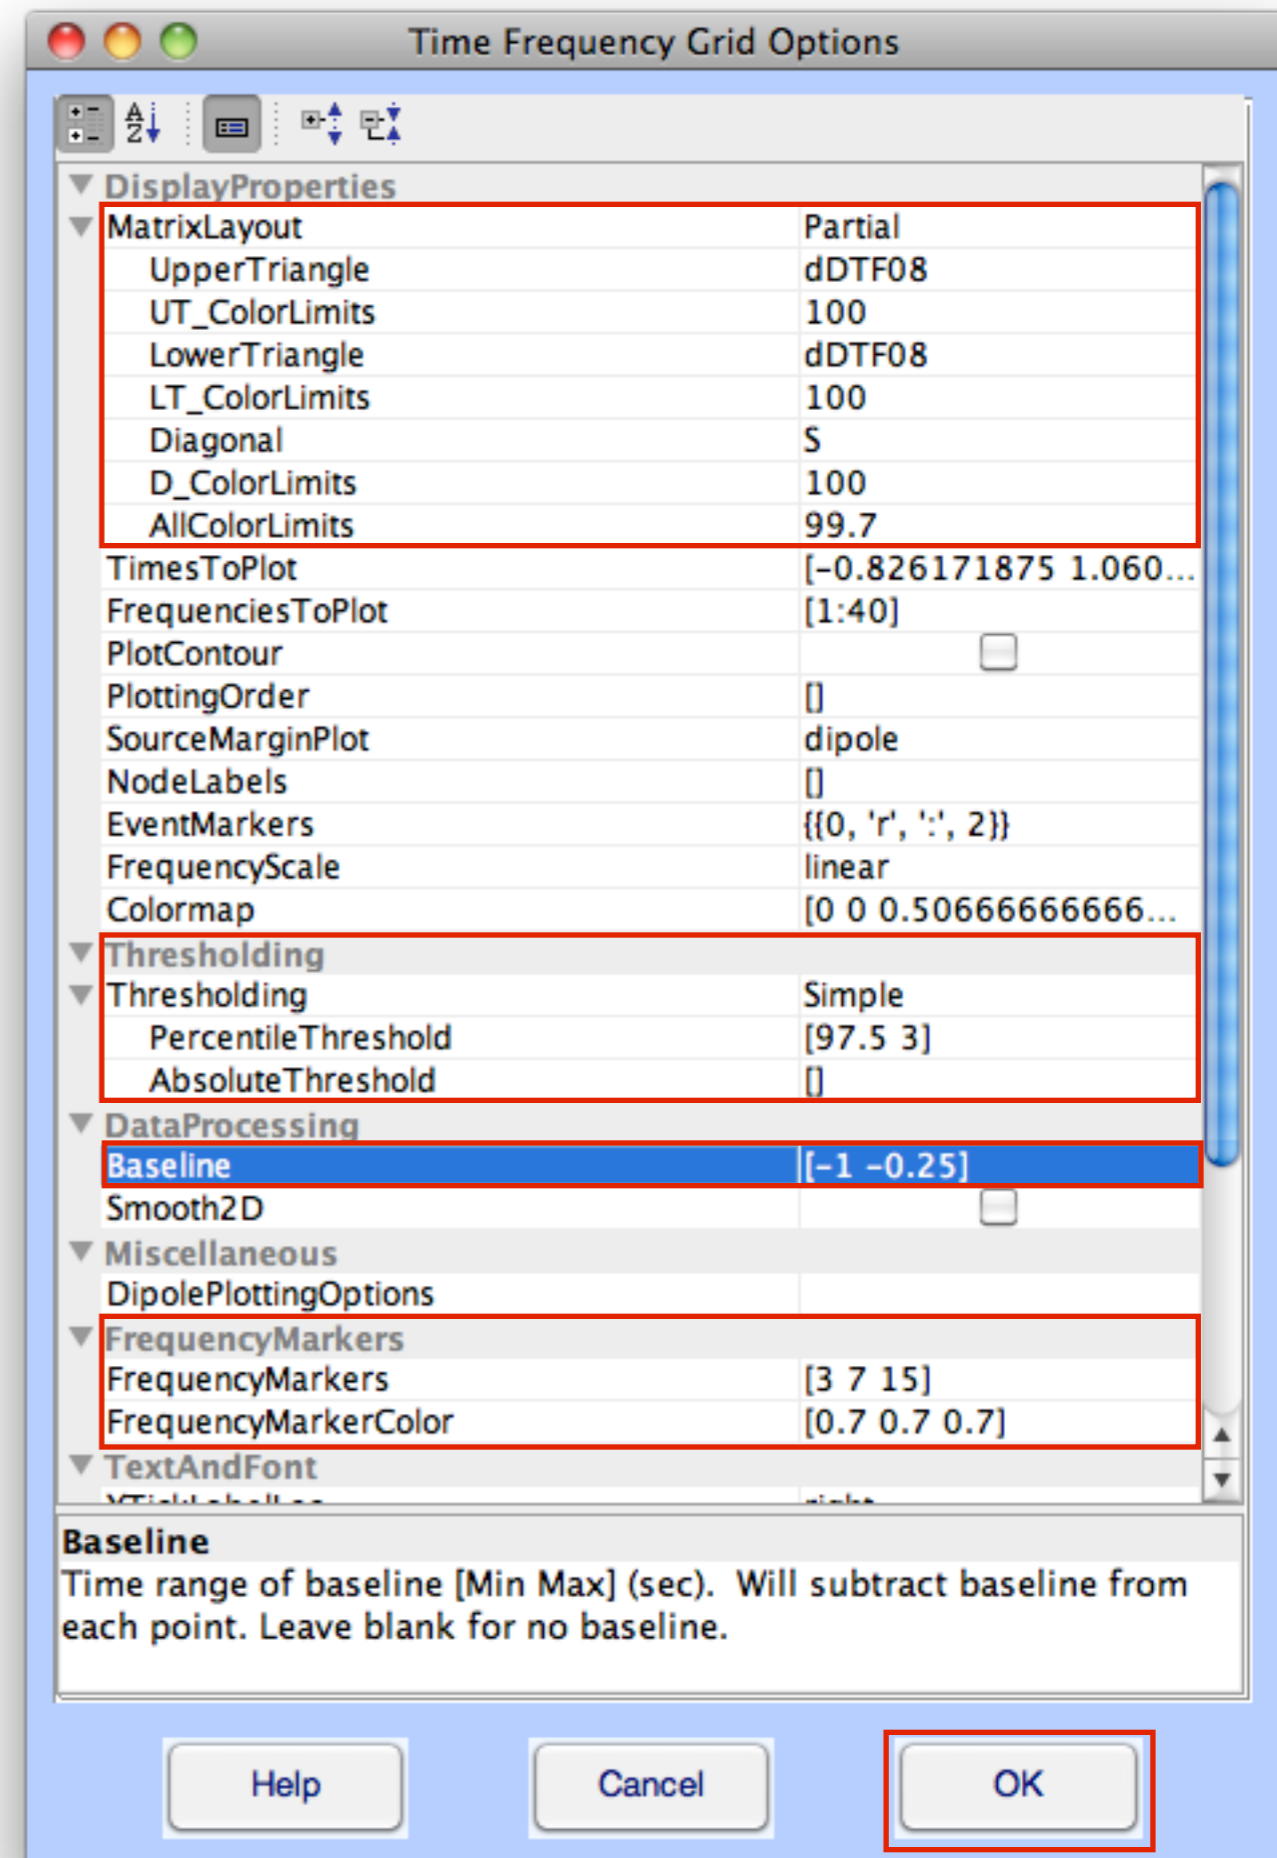 Time Frequency Grid Options
DisplayProperties
MatrixLayout Partial
UpperTriangle dDTF08
UT_ColorLimits 100
LowerTriangle dDTF08
LT_ColorLimits 100
Diagonal S
D_ColorLimits 100
AllColorLimits 99.7
TimesToPlot [-0.826171875 1.060...
FrequenciesToPlot [1:40]
PlotContour
PlottingOrder []
SourceMarginPlot dipole
NodeLabels []
EventMarkers {{0, 'r', ':', 2}}
FrequencyScale linear
Colormap [0 0 0.50666666666...
Thresholding
Thresholding Simple
PercentileThreshold [97.5 3]
AbsoluteThreshold []
DataProcessing
Baseline [-1 -0.25]
Smooth2D
Miscellaneous
DipolePlottingOptions
FrequencyMarkers
FrequencyMarkers [3 7 15]
FrequencyMarkerColor [0.7 0.7 0.7]
TextAndFont
Baseline
Time range of baseline [Min Max] (sec).  Will subtract baseline from
each point. Leave blank for no baseline.
Help Cancel OK